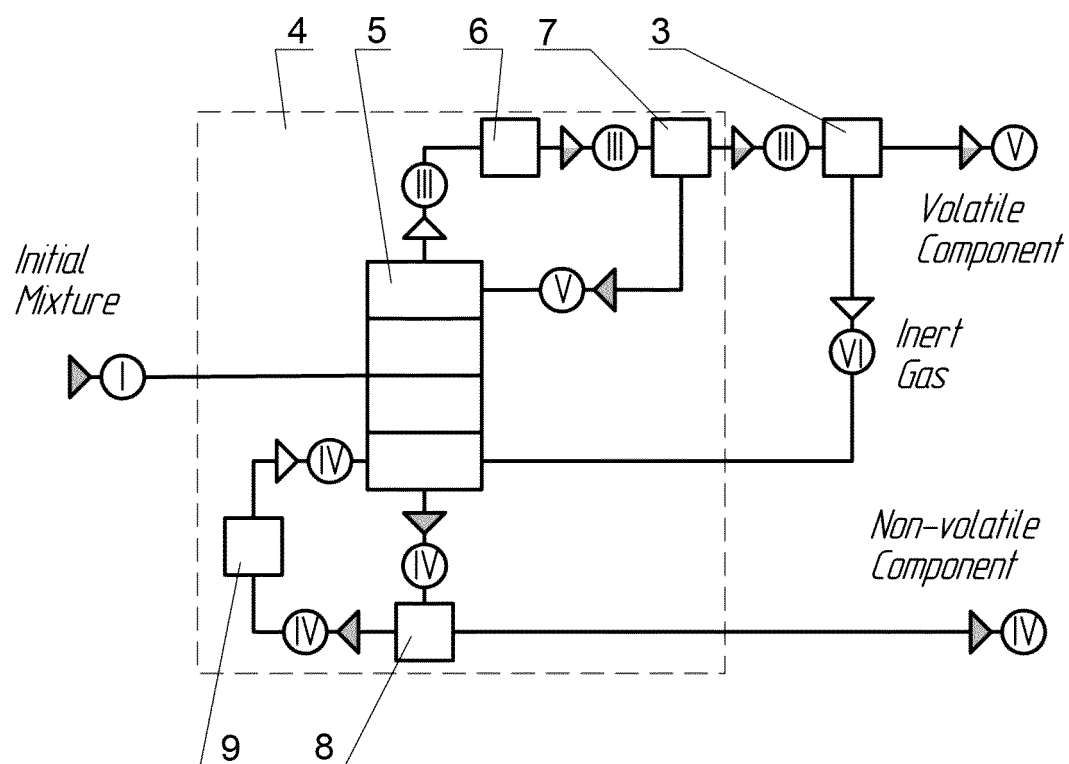 4 5 6 7 3
III III III V
Volatile
Component
Initial
Mixture
V
I
VI
Inert
Gas
IV
Non-volatile
Component
IV
IV IV
9 8